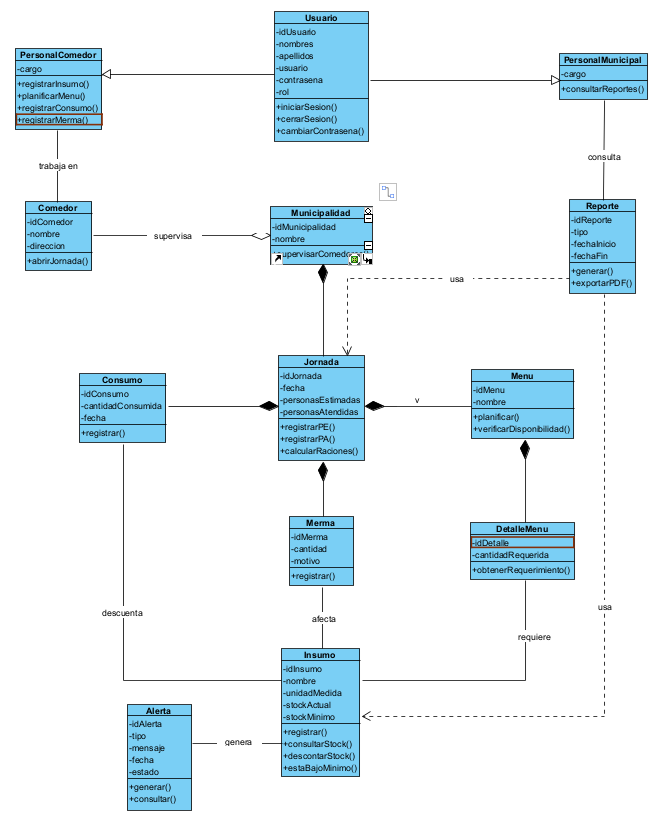 Usuario
-idUsuario
-nombres
-apellidos
-usuario
-contrasena
-rol
+iniciarSesion()
+cerrarSesion()
+cambiarContrasena()
PersonalComedor
-cargo
+registrarInsumo()
+planificarMenu()
+registrarConsumo()
+registrarMerma()
PersonalMunicipal
-cargo
+consultarReportes()
trabaja en
consulta
Comedor
-idComedor
-nombre
-direccion
+abrirJornada()
supervisa
Municipalidad
-idMunicipalidad
-nombre
Reporte
-idReporte
-tipo
-fechaInicio
-fechaFin
+generar()
+exportarPDF()
usa
Jornada
-idJornada
-fecha
-personasEstimadas
-personasAtendidas
+registrarPE()
+registrarPA()
+calcularRaciones()
Consumo
-idConsumo
-cantidadConsumida
-fecha
+registrar()
v
Menu
-idMenu
-nombre
+planificar()
+verificarDisponibilidad()
Merma
-idMerma
-cantidad
-motivo
+registrar()
DetalleMenu
-idDetalle
-cantidadRequerida
+obtenerRequerimiento()
descuenta
afecta
usa
requiere
Insumo
-idInsumo
-nombre
-unidadMedida
-stockActual
-stockMinimo
+registrar()
+consultarStock()
+descontarStock()
+estaBajoMinimo()
Alerta
-idAlerta
-tipo
-mensaje
-fecha
-estado
+generar()
+consultar()
genera